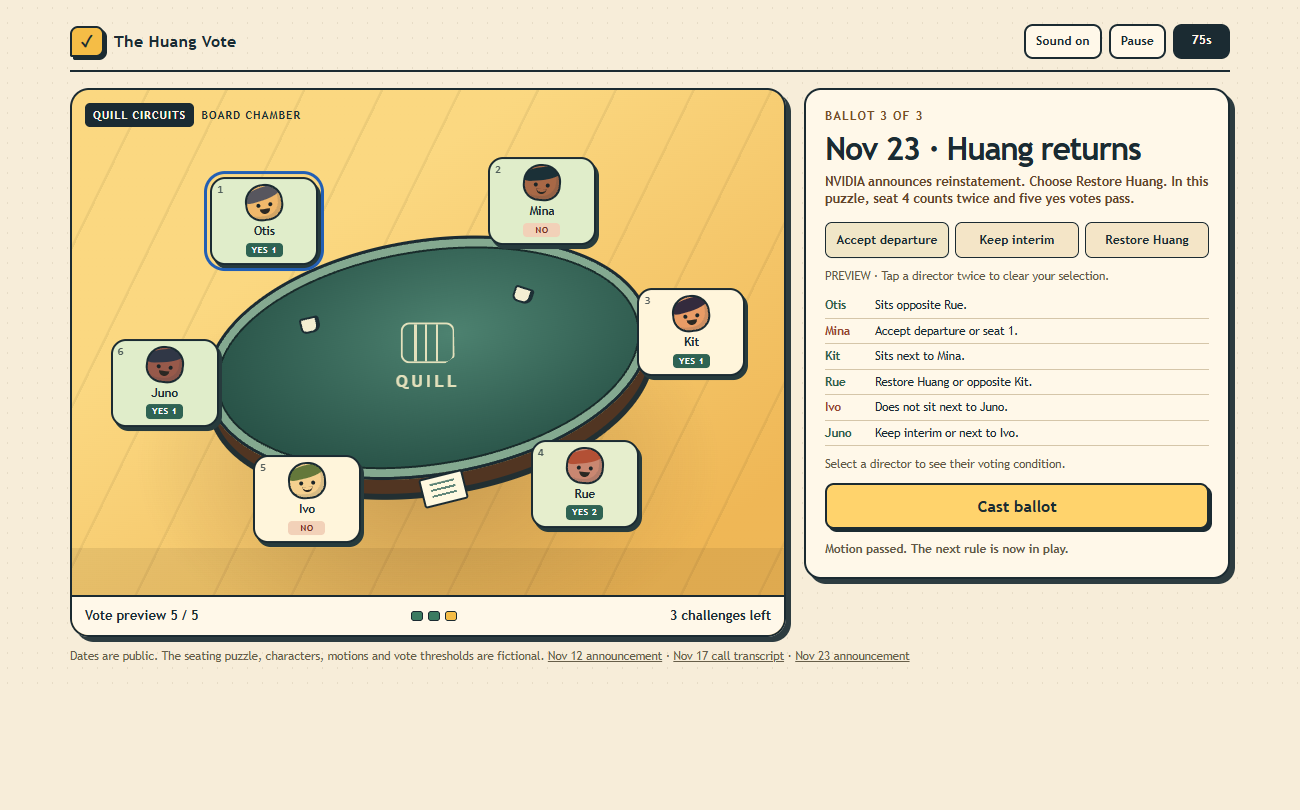 ✓ The Huang Vote
Sound on
Pause
75s
QUILL CIRCUITS BOARD CHAMBER
1
Otis
YES 1
2
Mina
NO
3
Kit
YES 1
6
Juno
YES 1
QUILL
5
Ivo
NO
4
Rue
YES 2
Vote preview 5 / 5
3 challenges left
BALLOT 3 OF 3
Nov 23 · Huang returns
NVIDIA announces reinstatement. Choose Restore Huang. In this
puzzle, seat 4 counts twice and five yes votes pass.
Accept departure
Keep interim
Restore Huang
PREVIEW · Tap a director twice to clear your selection.
Otis Sits opposite Rue.
Mina Accept departure or seat 1.
Kit Sits next to Mina.
Rue Restore Huang or opposite Kit.
Ivo Does not sit next to Juno.
Juno Keep interim or next to Ivo.
Select a director to see their voting condition.
Cast ballot
Motion passed. The next rule is now in play.
Dates are public. The seating puzzle, characters, motions and vote thresholds are fictional. Nov 12 announcement · Nov 17 call transcript · Nov 23 announcement